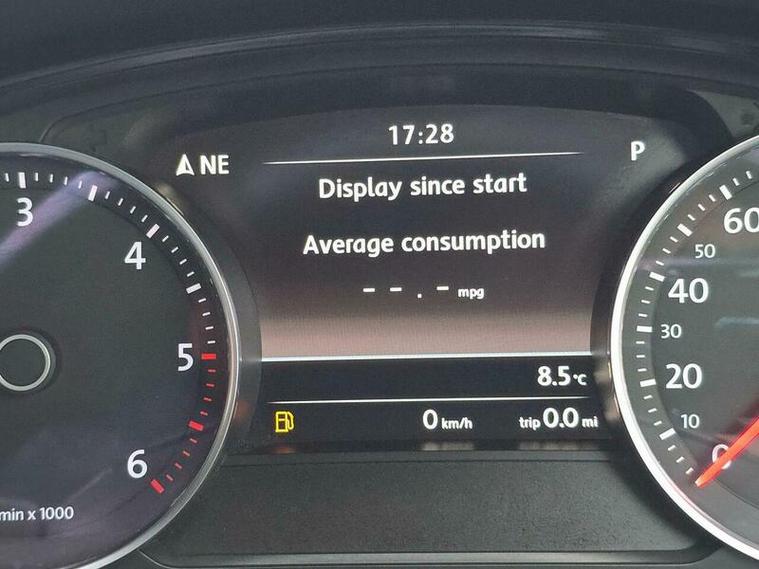 17:28
NE
P
Display since start
Average consumption
--.- mpg
8.5°C
0 km/h
trip 0.0 mi
3
4
5
6
min x 1000
60
50
40
30
20
10
0